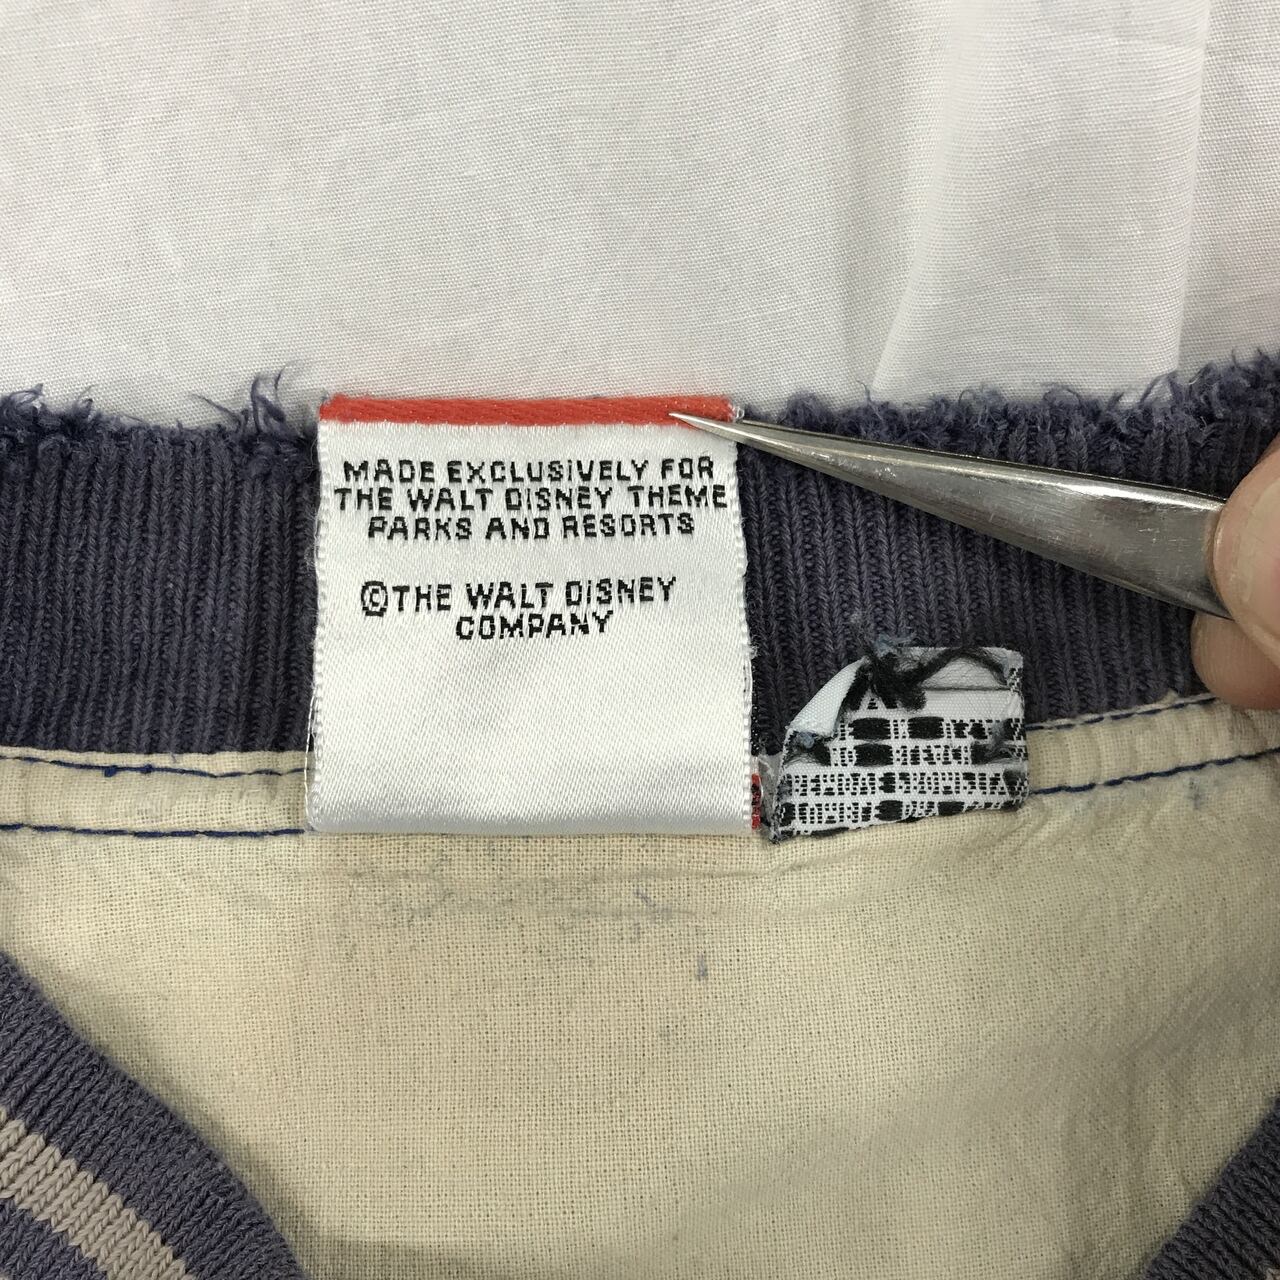 MADE EXCLUSIVELY FOR
THE WALT DISNEY THEME
PARKS AND RESORTS
©THE WALT DISNEY
COMPANY